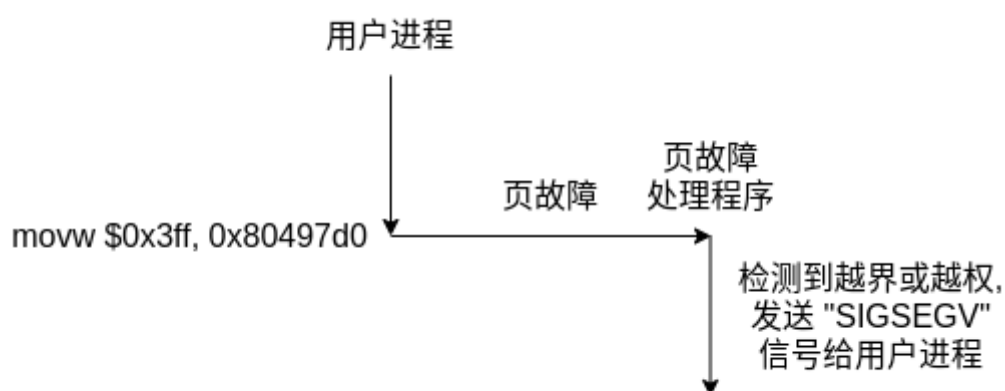 用户进程
页故障
页故障
处理程序
movw $0x3ff, 0x80497d0
检测到越界或越权,
发送 "SIGSEGV"
信号给用户进程